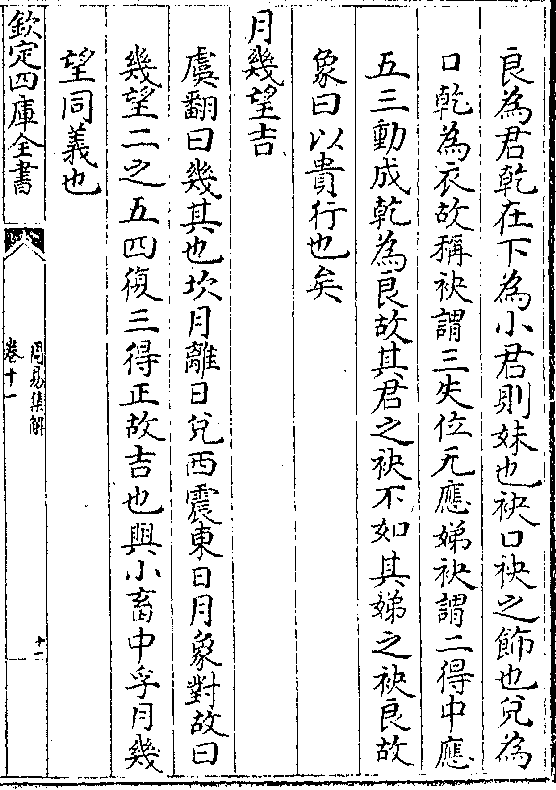 良為君乾在下為小君則妹也袂口袂之飾也兌為
口乾為衣故稱袂謂三失位无應娣袂謂二得中應
五三動成乾為良故其君之袂不如其娣之袂良故
象曰以貴行也矣
月幾望吉
虞翻曰幾其也坎月離日兌西震東日月象對故曰
幾望二之五四復三得正故吉也與小畜中孚月幾
望同義也
欽定四庫全書
周易集解
卷十一
十一